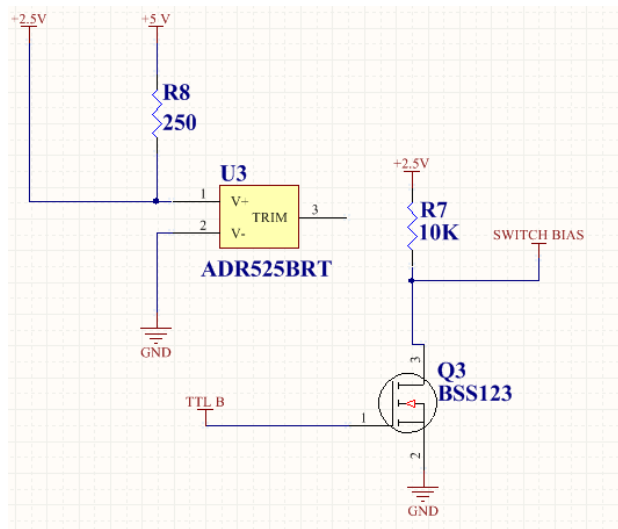 +2.5V
+5 V
R8
250
U3
1
V+
2
V-
TRIM
3
ADR525BRT
GND
+2.5V
R7
10K
SWITCH BIAS
3
Q3
BSS123
TTL B
1
2
GND